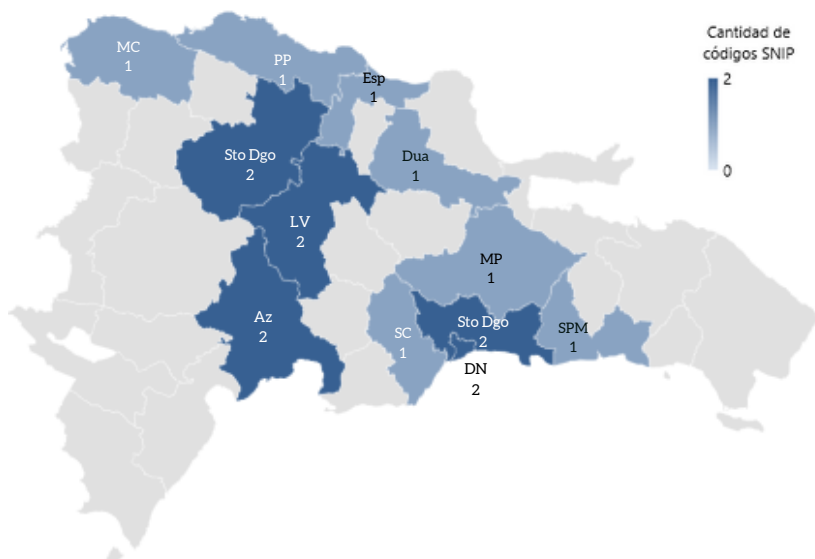 Cantidad de
códigos SNIP
2
0
MC
1
PP
1
Esp
1
Sto Dgo
2
Dua
1
LV
2
MP
1
Az
2
SC
1
Sto Dgo
2
SPM
1
DN
2